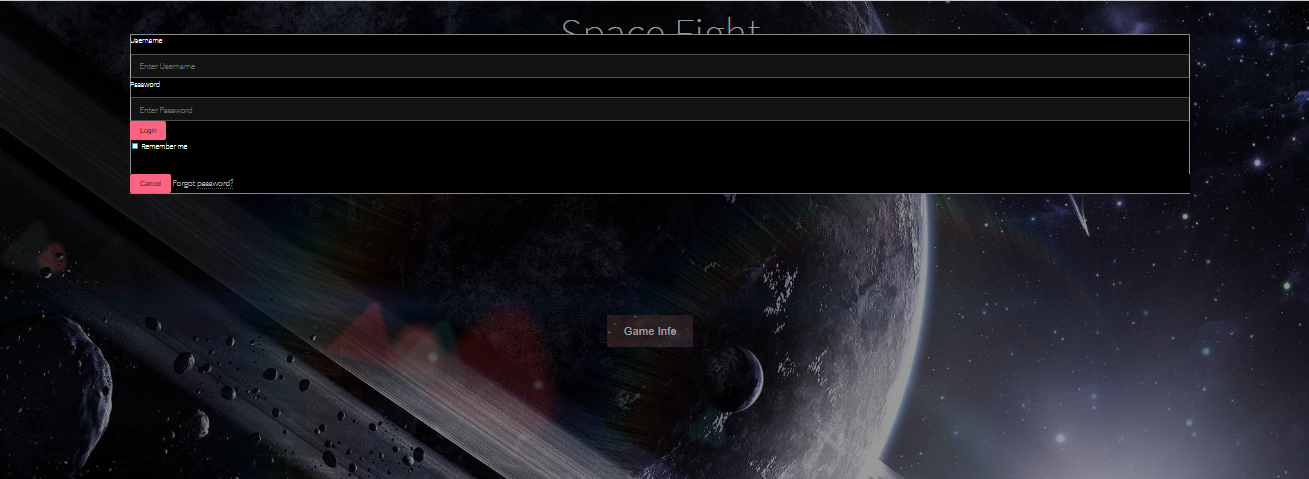 Space Fight
Username
Enter Username
Password
Enter Password
Login
Remember me
Cancel Forgot password?
Game Info